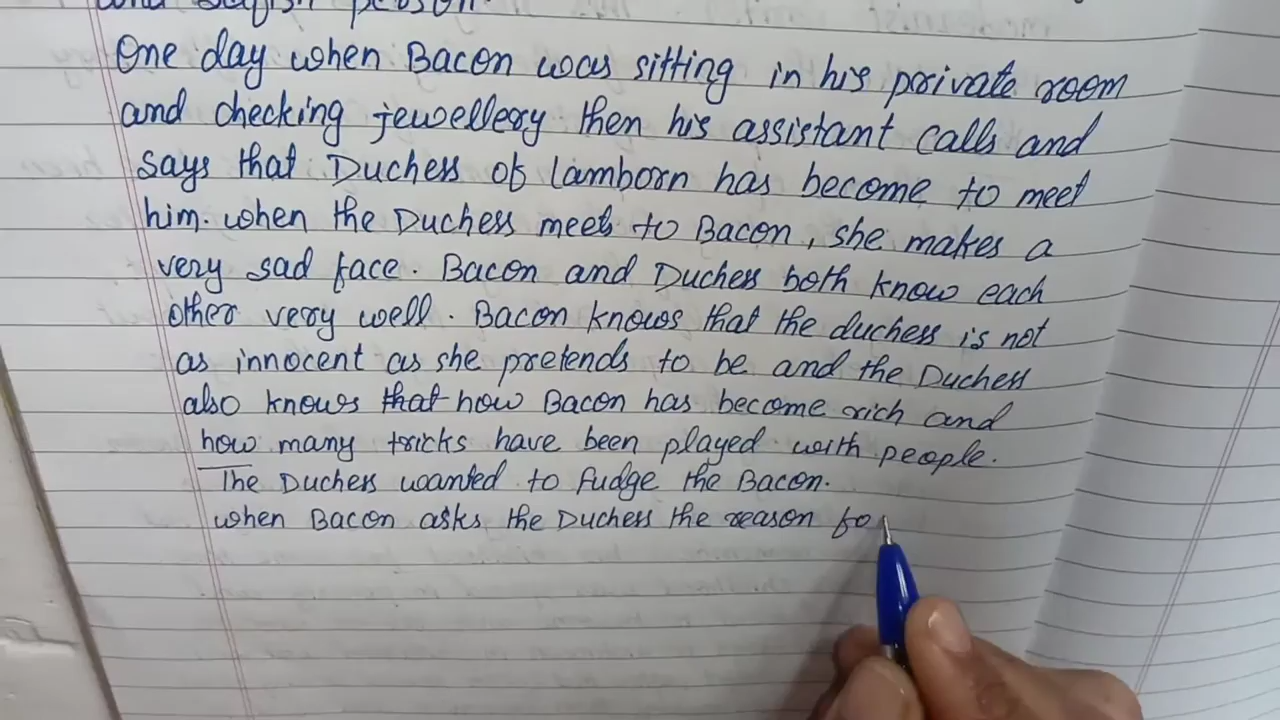 and selfish person.
One day when Bacon was sitting in his private room
and checking jewellery then his assistant calls and
says that Duchess of lamborn has become to meet
him. when the Duchess meets to Bacon, she makes a
very sad face. Bacon and Duchess both know each
other very well. Bacon knows that the duchess is not
as innocent as she pretends to be and the Duchess
also knows that how Bacon has become rich and
how many tricks have been played with people.
The Duchess wanted to fudge the Bacon.
when Bacon asks the Duchess the reason fo